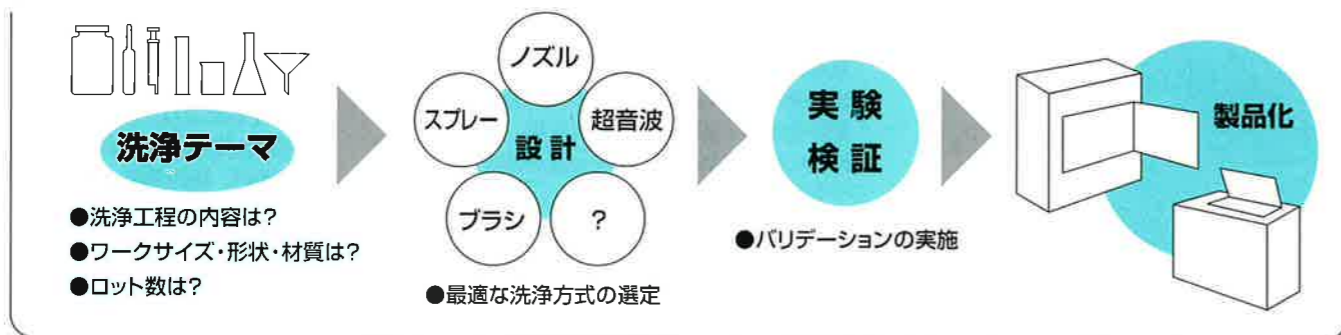 洗浄テーマ
●洗浄工程の内容は?
●ワークサイズ・形状・材質は?
●ロット数は?
ノズル
スプレー
超音波
設計
ブラシ
?
●最適な洗浄方式の選定
実験
検証
●バリデーションの実施
製品化